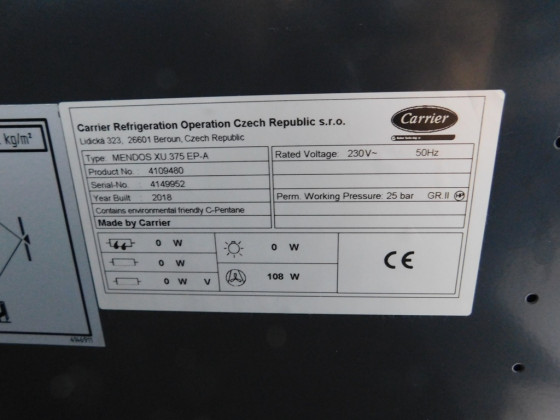 kg/m²
Carrier Refrigeration Operation Czech Republic s.r.o.
Lidická 323, 26601 Beroun, Czech Republic
Carrier
Type: MENDOS XU 375 EP-A
Product No. 4109480
Serial-No. 4149952
Year Built 2018
Contains environmental friendly C-Pentane
Made by Carrier
Rated Voltage: 230V~ 50Hz
Perm. Working Pressure: 25 bar GR.II
0 W
0 W
0 W V
0 W
108 W
CE